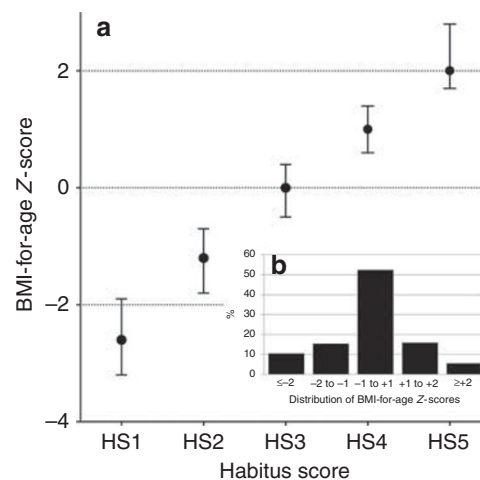 a
2
0
−2
−4
BMI-for-age Z-score
HS1 HS2 HS3 HS4 HS5
Habitus score
b
60
50
40
30
20
10
0
%
≤−2 −2 to −1 −1 to +1 +1 to +2 ≥+2
Distribution of BMI-for-age Z-scores